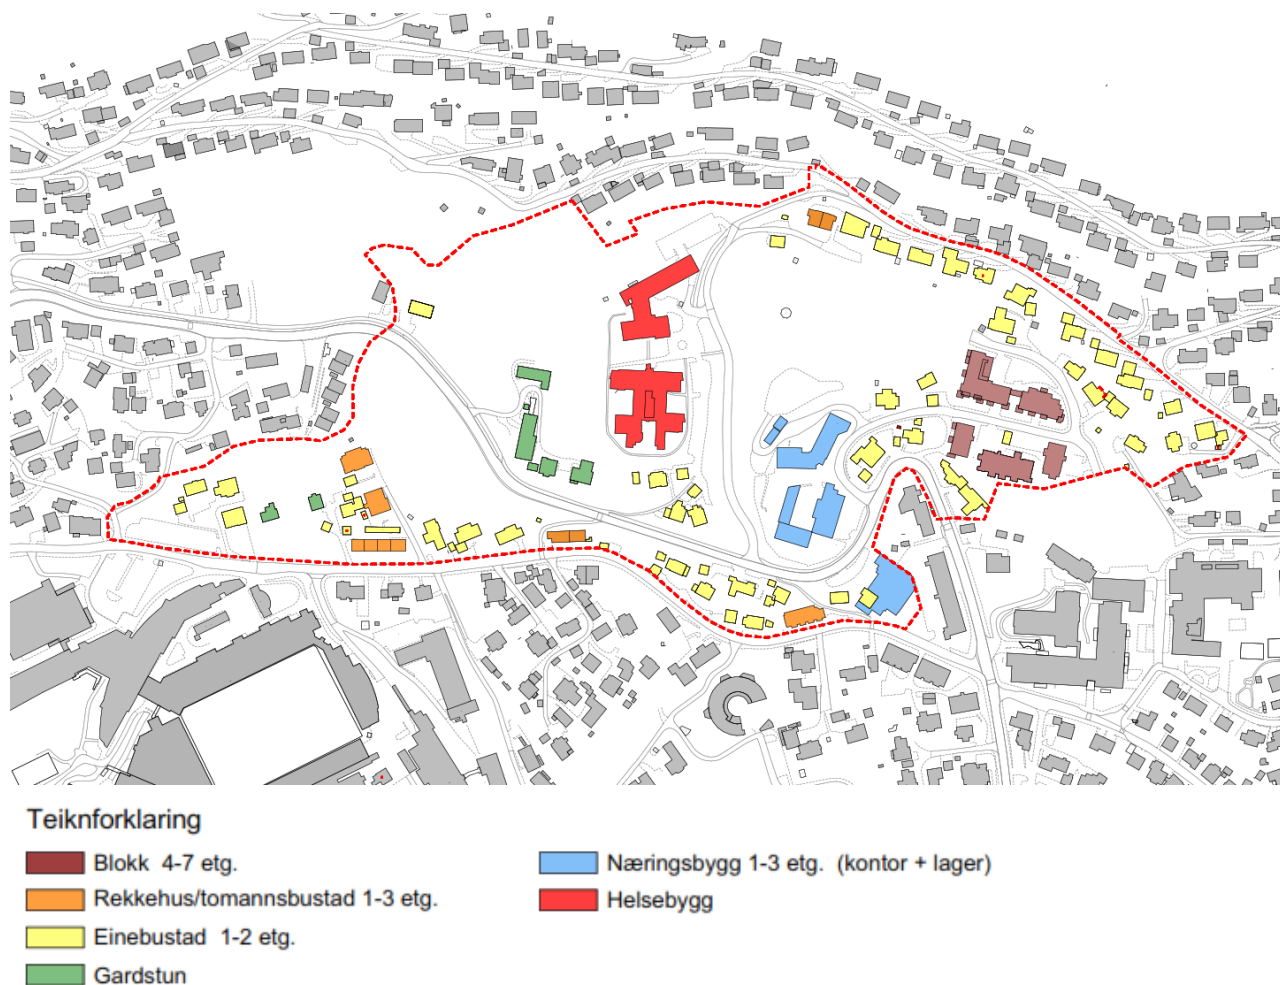 Teiknforklaring
Blokk 4-7 etg.
Rekkehus/tomannsbustad 1-3 etg.
Einebustad 1-2 etg.
Gardstun
Næringsbygg 1-3 etg. (kontor + lager)
Helsebygg